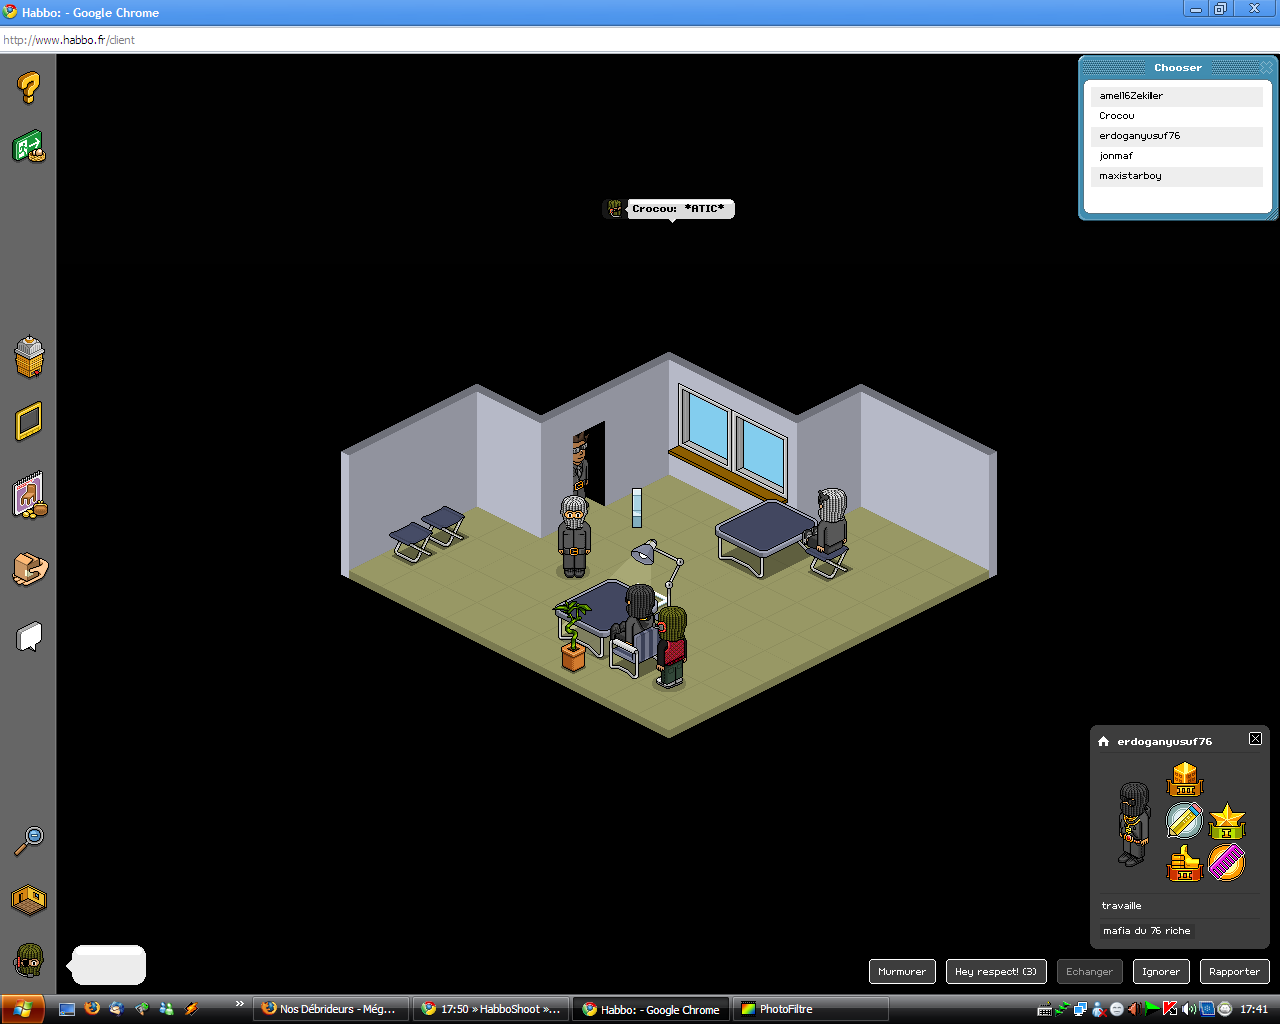 Habbo: - Google Chrome
http://www.habbo.fr/client
Chooser
amel16Zekiller
Crocou
erdoganyusuf76
jonmaf
maxistarboy
Crocou: *ATIC*
erdoganyusuf76
travaille
mafia du 76 riche
Murmurer
Hey respect! (3)
Echanger
Ignorer
Rapporter
Nos Débrideurs - Még...
17:50 » HabboShoot »...
Habbo: - Google Chrome
PhotoFiltre
17:41